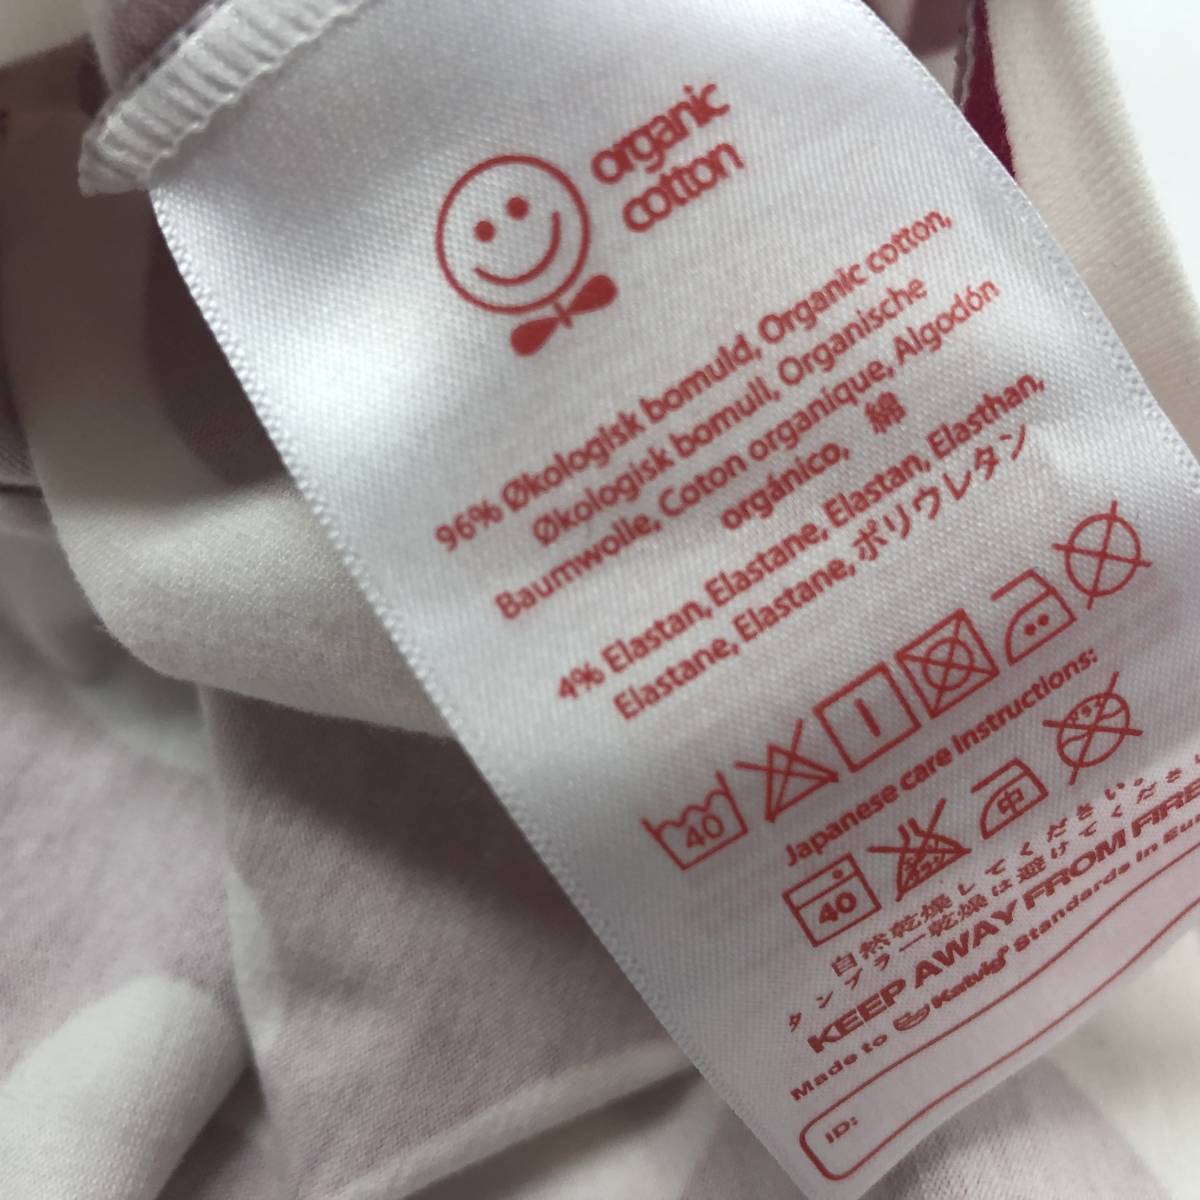 organic
cotton
96% Økologisk bomuld, Organic cotton,
Økologisk bomull, Organische
Baumwolle, Coton organique, Algodón
orgánico, 綿
4% Elastan, Elastane, Elastan, Elasthan,
Elastane, Elastane, ポリウレタン
40
Japanese care instructions:
40 中
自然乾燥してください。
タンブラー乾燥は避けてくださ
KEEP AWAY FROM FIRE
Made to Katvig Standards in Eur
ID: